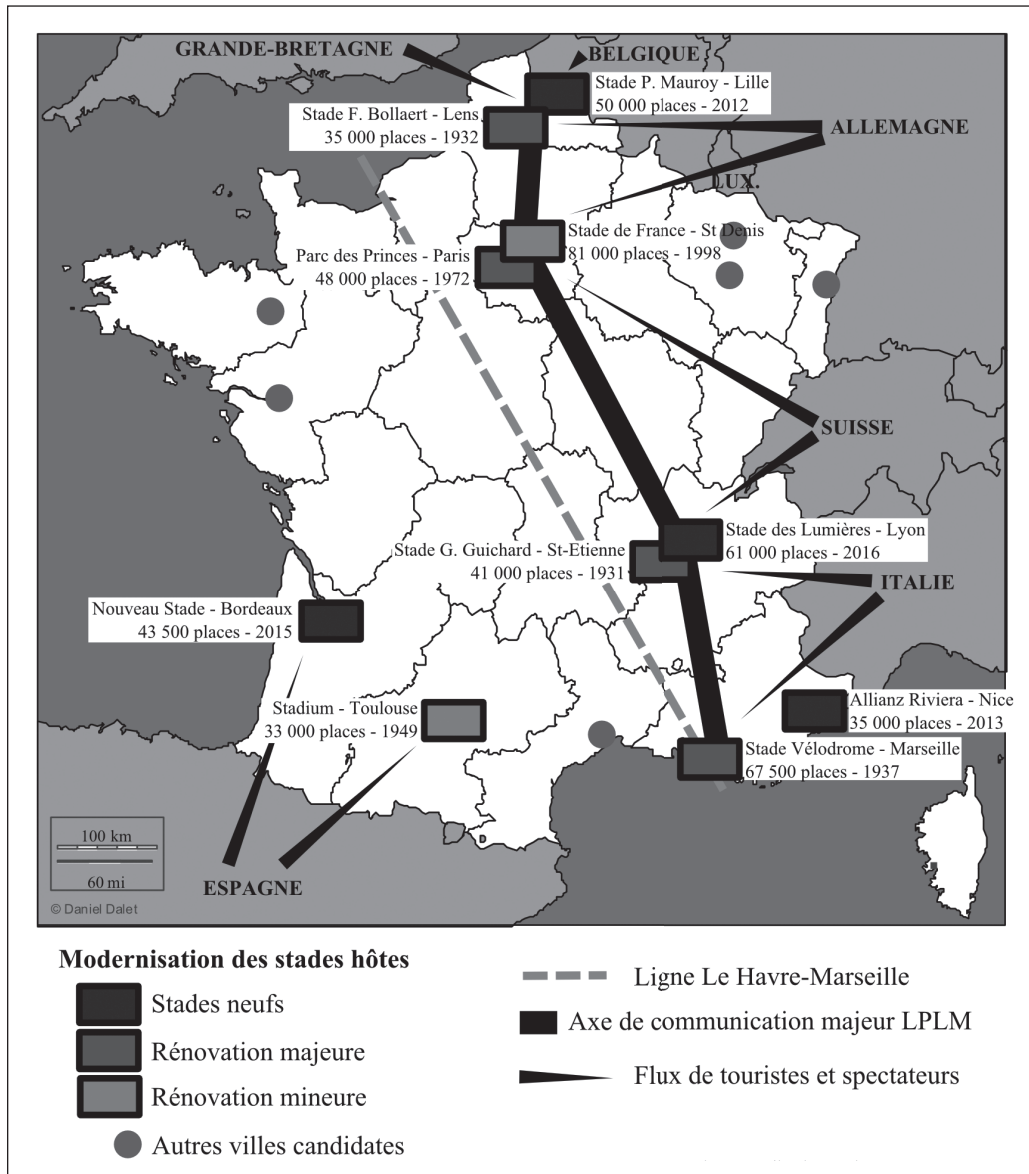 GRANDE-BRETAGNE
BELGIQUE
Stade P. Mauroy - Lille
50 000 places - 2012
Stade F. Bollaert - Lens
35 000 places - 1932
ALLEMAGNE
LUX.
Stade de France - St Denis
81 000 places - 1998
Parc des Princes - Paris
48 000 places - 1972
SUISSE
Stade des Lumières - Lyon
61 000 places - 2016
Stade G. Guichard - St-Etienne
41 000 places - 1931
ITALIE
Nouveau Stade - Bordeaux
43 500 places - 2015
Allianz Riviera - Nice
35 000 places - 2013
Stadium - Toulouse
33 000 places - 1949
Stade Vélodrome - Marseille
67 500 places - 1937
100 km
60 mi
ESPAGNE
© Daniel Dalet
Modernisation des stades hôtes
Stades neufs
Rénovation majeure
Rénovation mineure
Autres villes candidates
Ligne Le Havre-Marseille
Axe de communication majeur LPLM
Flux de touristes et spectateurs